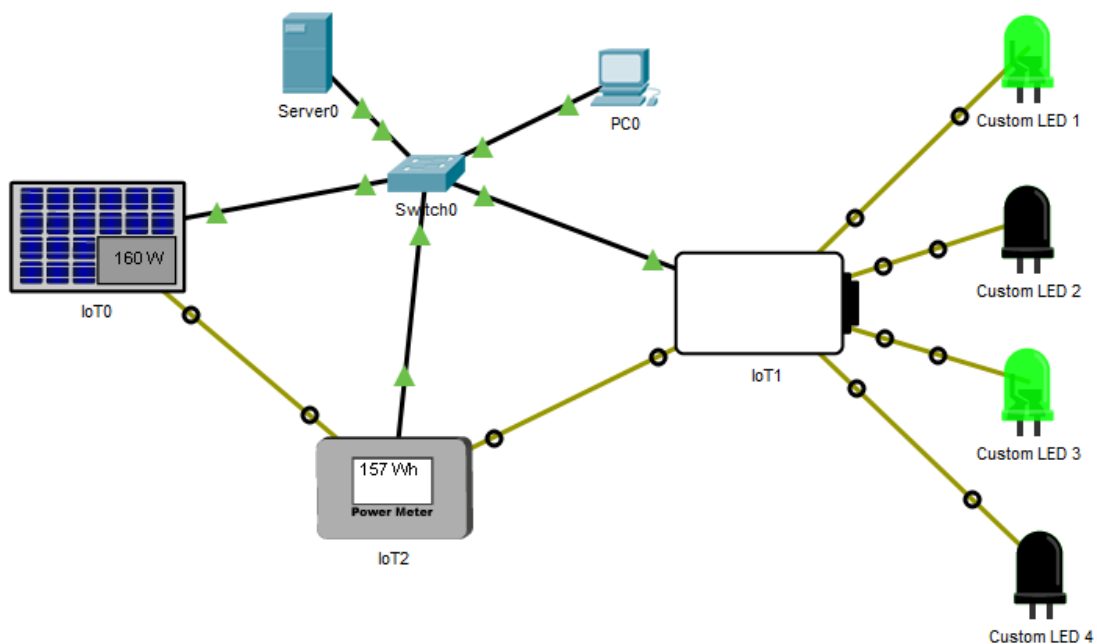 Server0
PC0
Custom LED 1
Switch0
160 W
IoT0
Custom LED 2
IoT1
Custom LED 3
157 Wh
Power Meter
IoT2
Custom LED 4